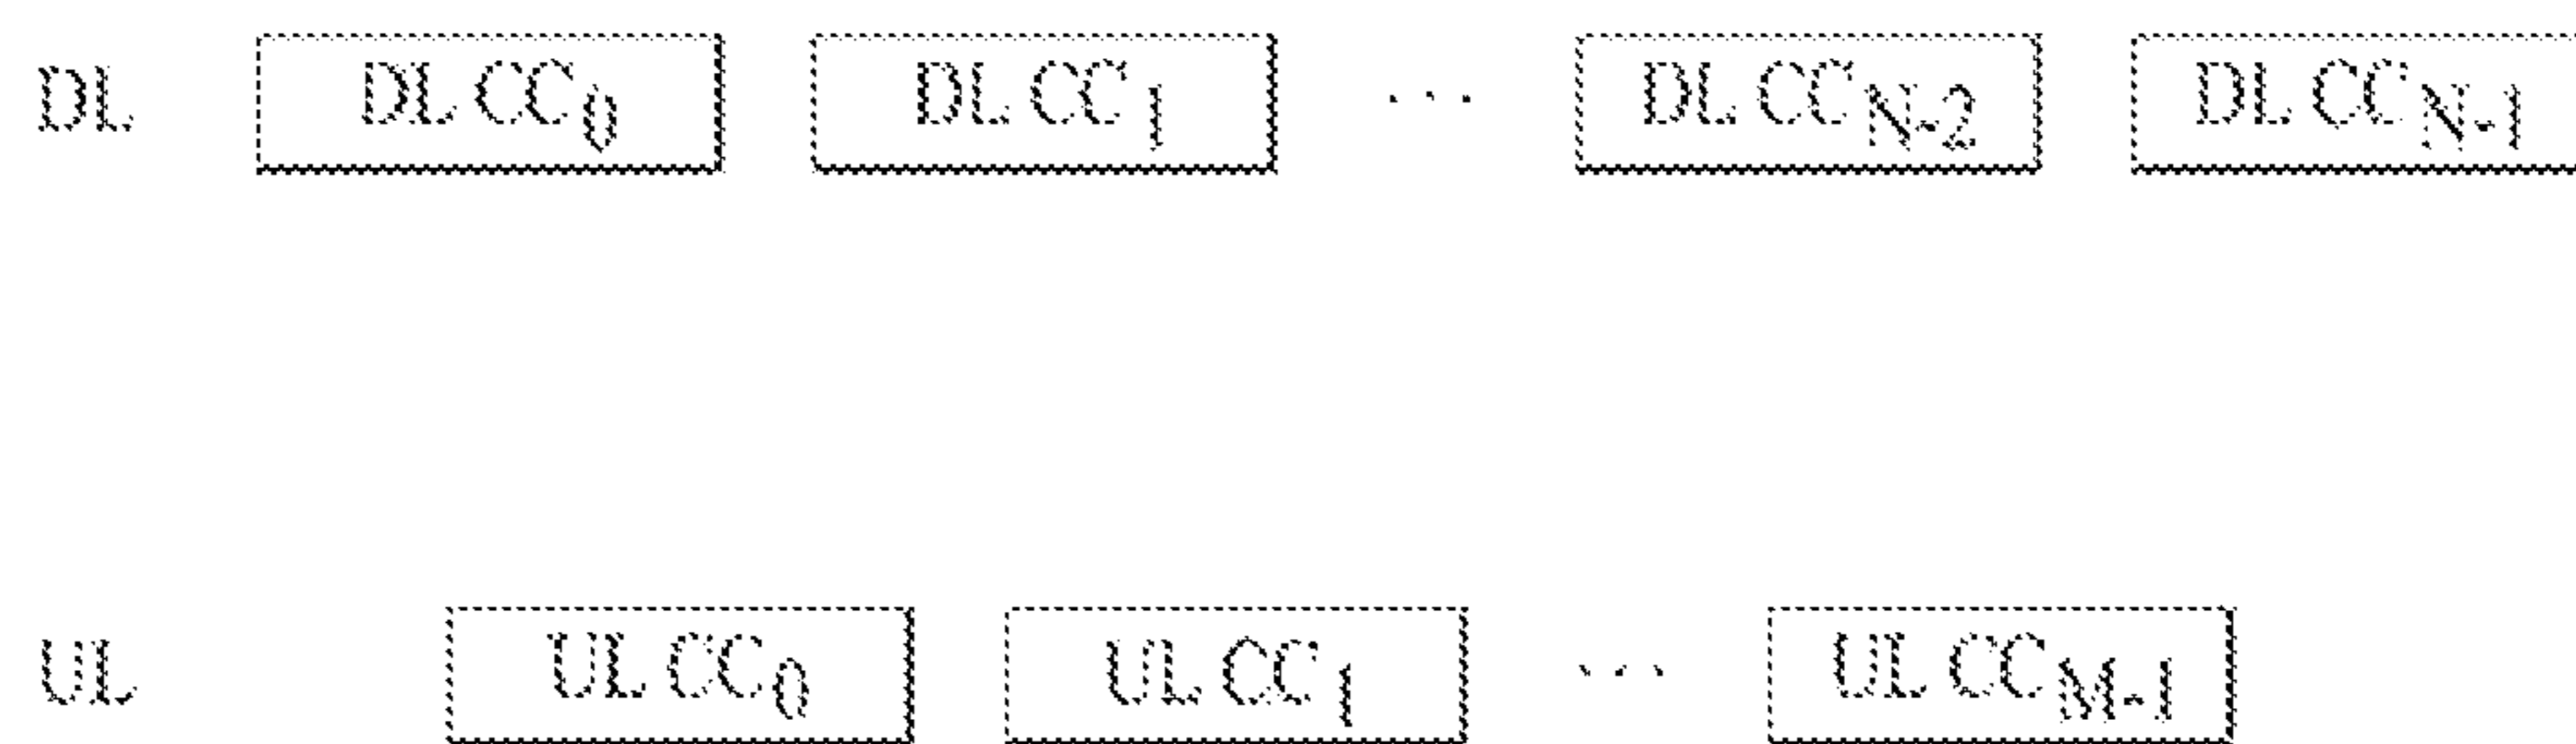 DL DL CC0 DL CC1 ... DL CCN-2 DL CCN-1
UL UL CC0 UL CC1 ... UL CCM-1